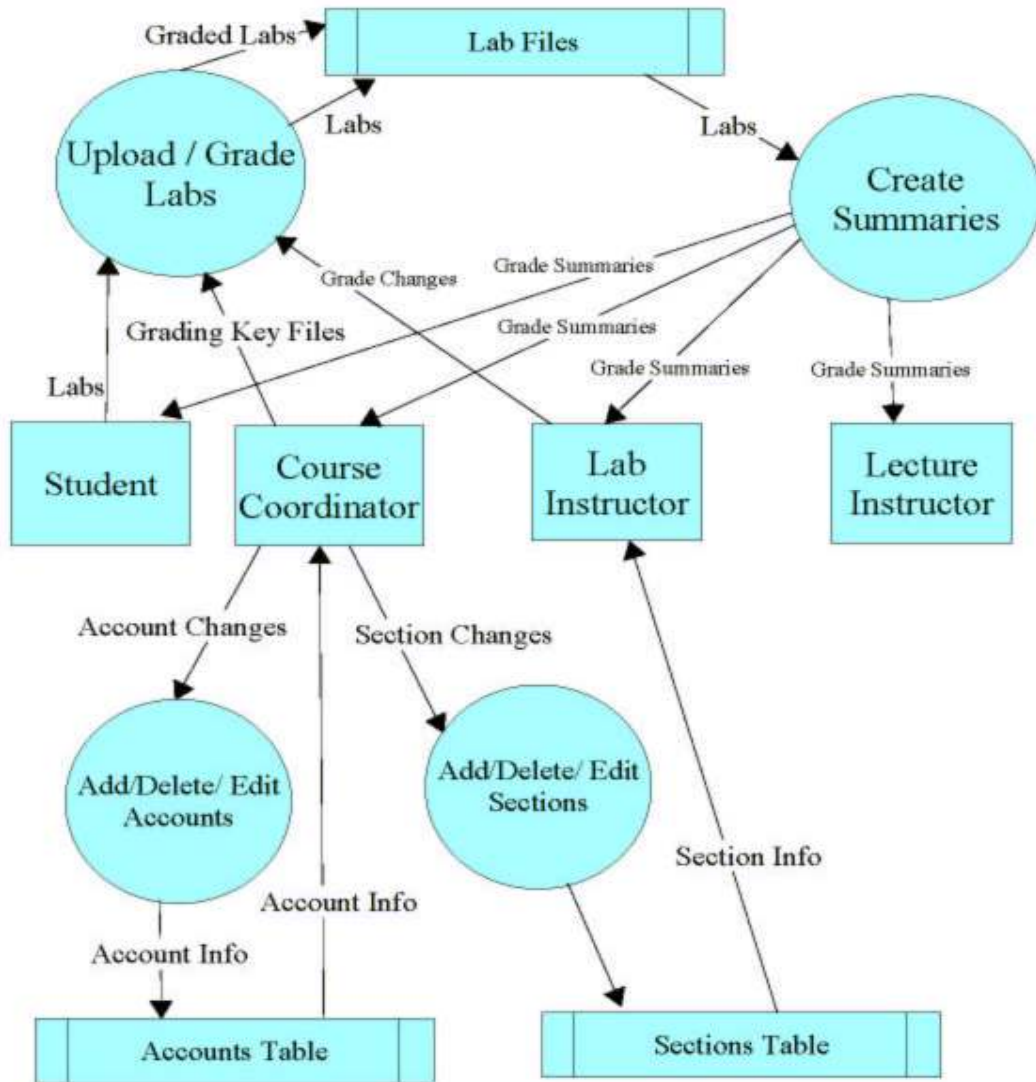 Graded Labs
Lab Files
Labs
Labs
Upload / Grade
Labs
Create
Summaries
Grade Summaries
Grade Changes
Grading Key Files
Grade Summaries
Labs
Grade Summaries
Grade Summaries
Student
Course
Coordinator
Lab
Instructor
Lecture
Instructor
Account Changes
Section Changes
Add/Delete/ Edit
Accounts
Add/Delete/ Edit
Sections
Section Info
Account Info
Account Info
Accounts Table
Sections Table